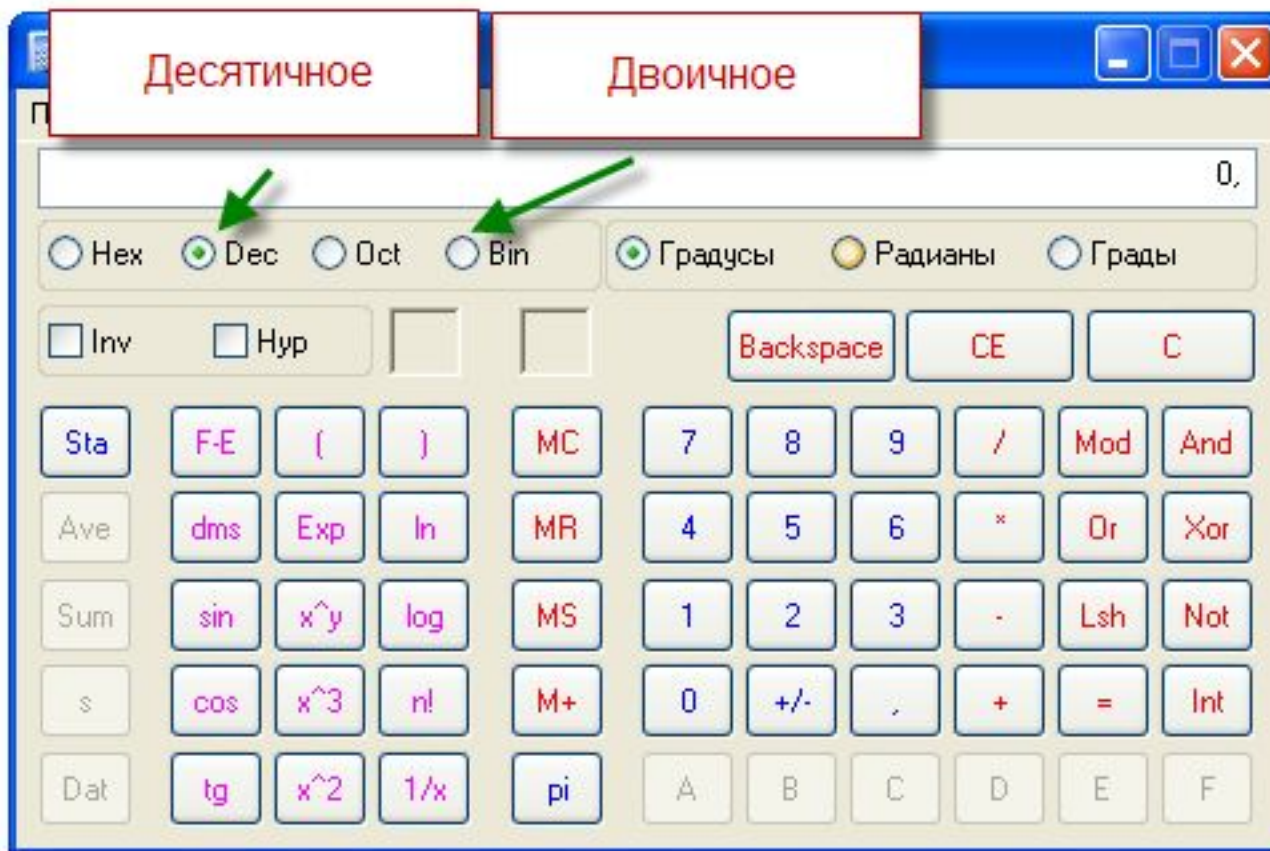 Десятичное Двоичное
П
0,
Hex Dec Oct Bin Градусы Радианы Грады
Inv Hyp Backspace CE C
Sta F-E ( ) MC 7 8 9 / Mod And
Ave dms Exp ln MR 4 5 6 * Or Xor
Sum sin x^y log MS 1 2 3 - Lsh Not
s cos x^3 n! M+ 0 +/- , + = Int
Dat tg x^2 1/x pi A B C D E F